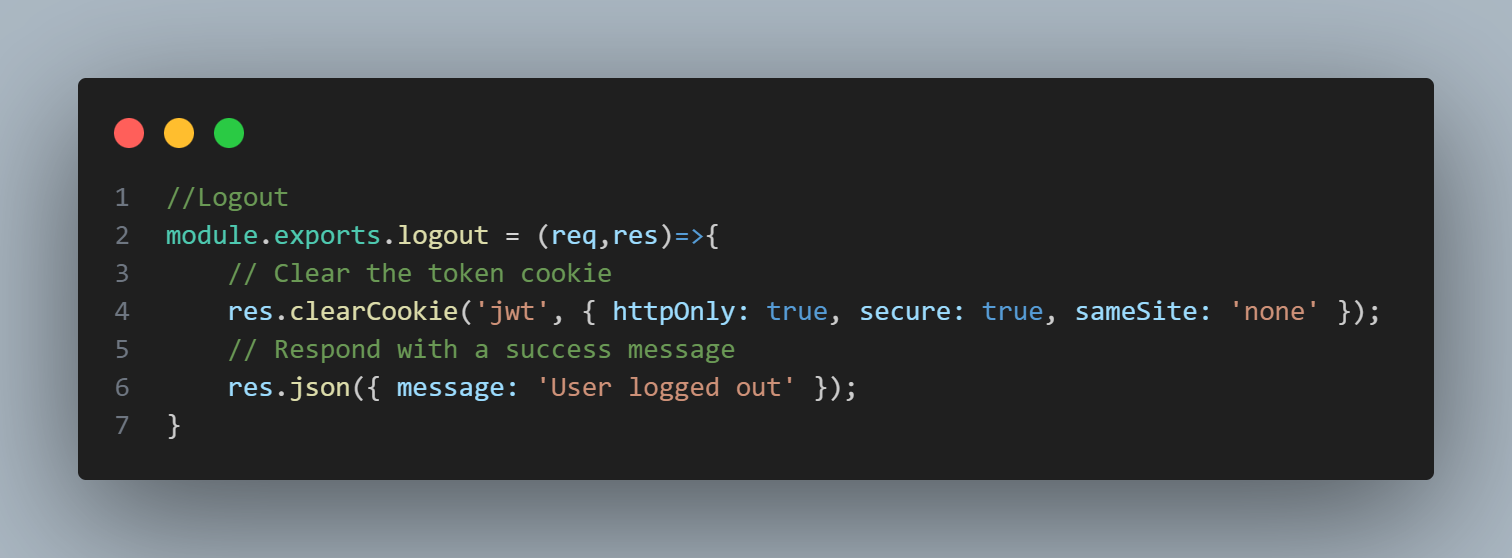 1 //Logout
2 module.exports.logout = (req,res)=>{
3     // Clear the token cookie
4     res.clearCookie('jwt', { httpOnly: true, secure: true, sameSite: 'none' });
5     // Respond with a success message
6     res.json({ message: 'User logged out' });
7 }